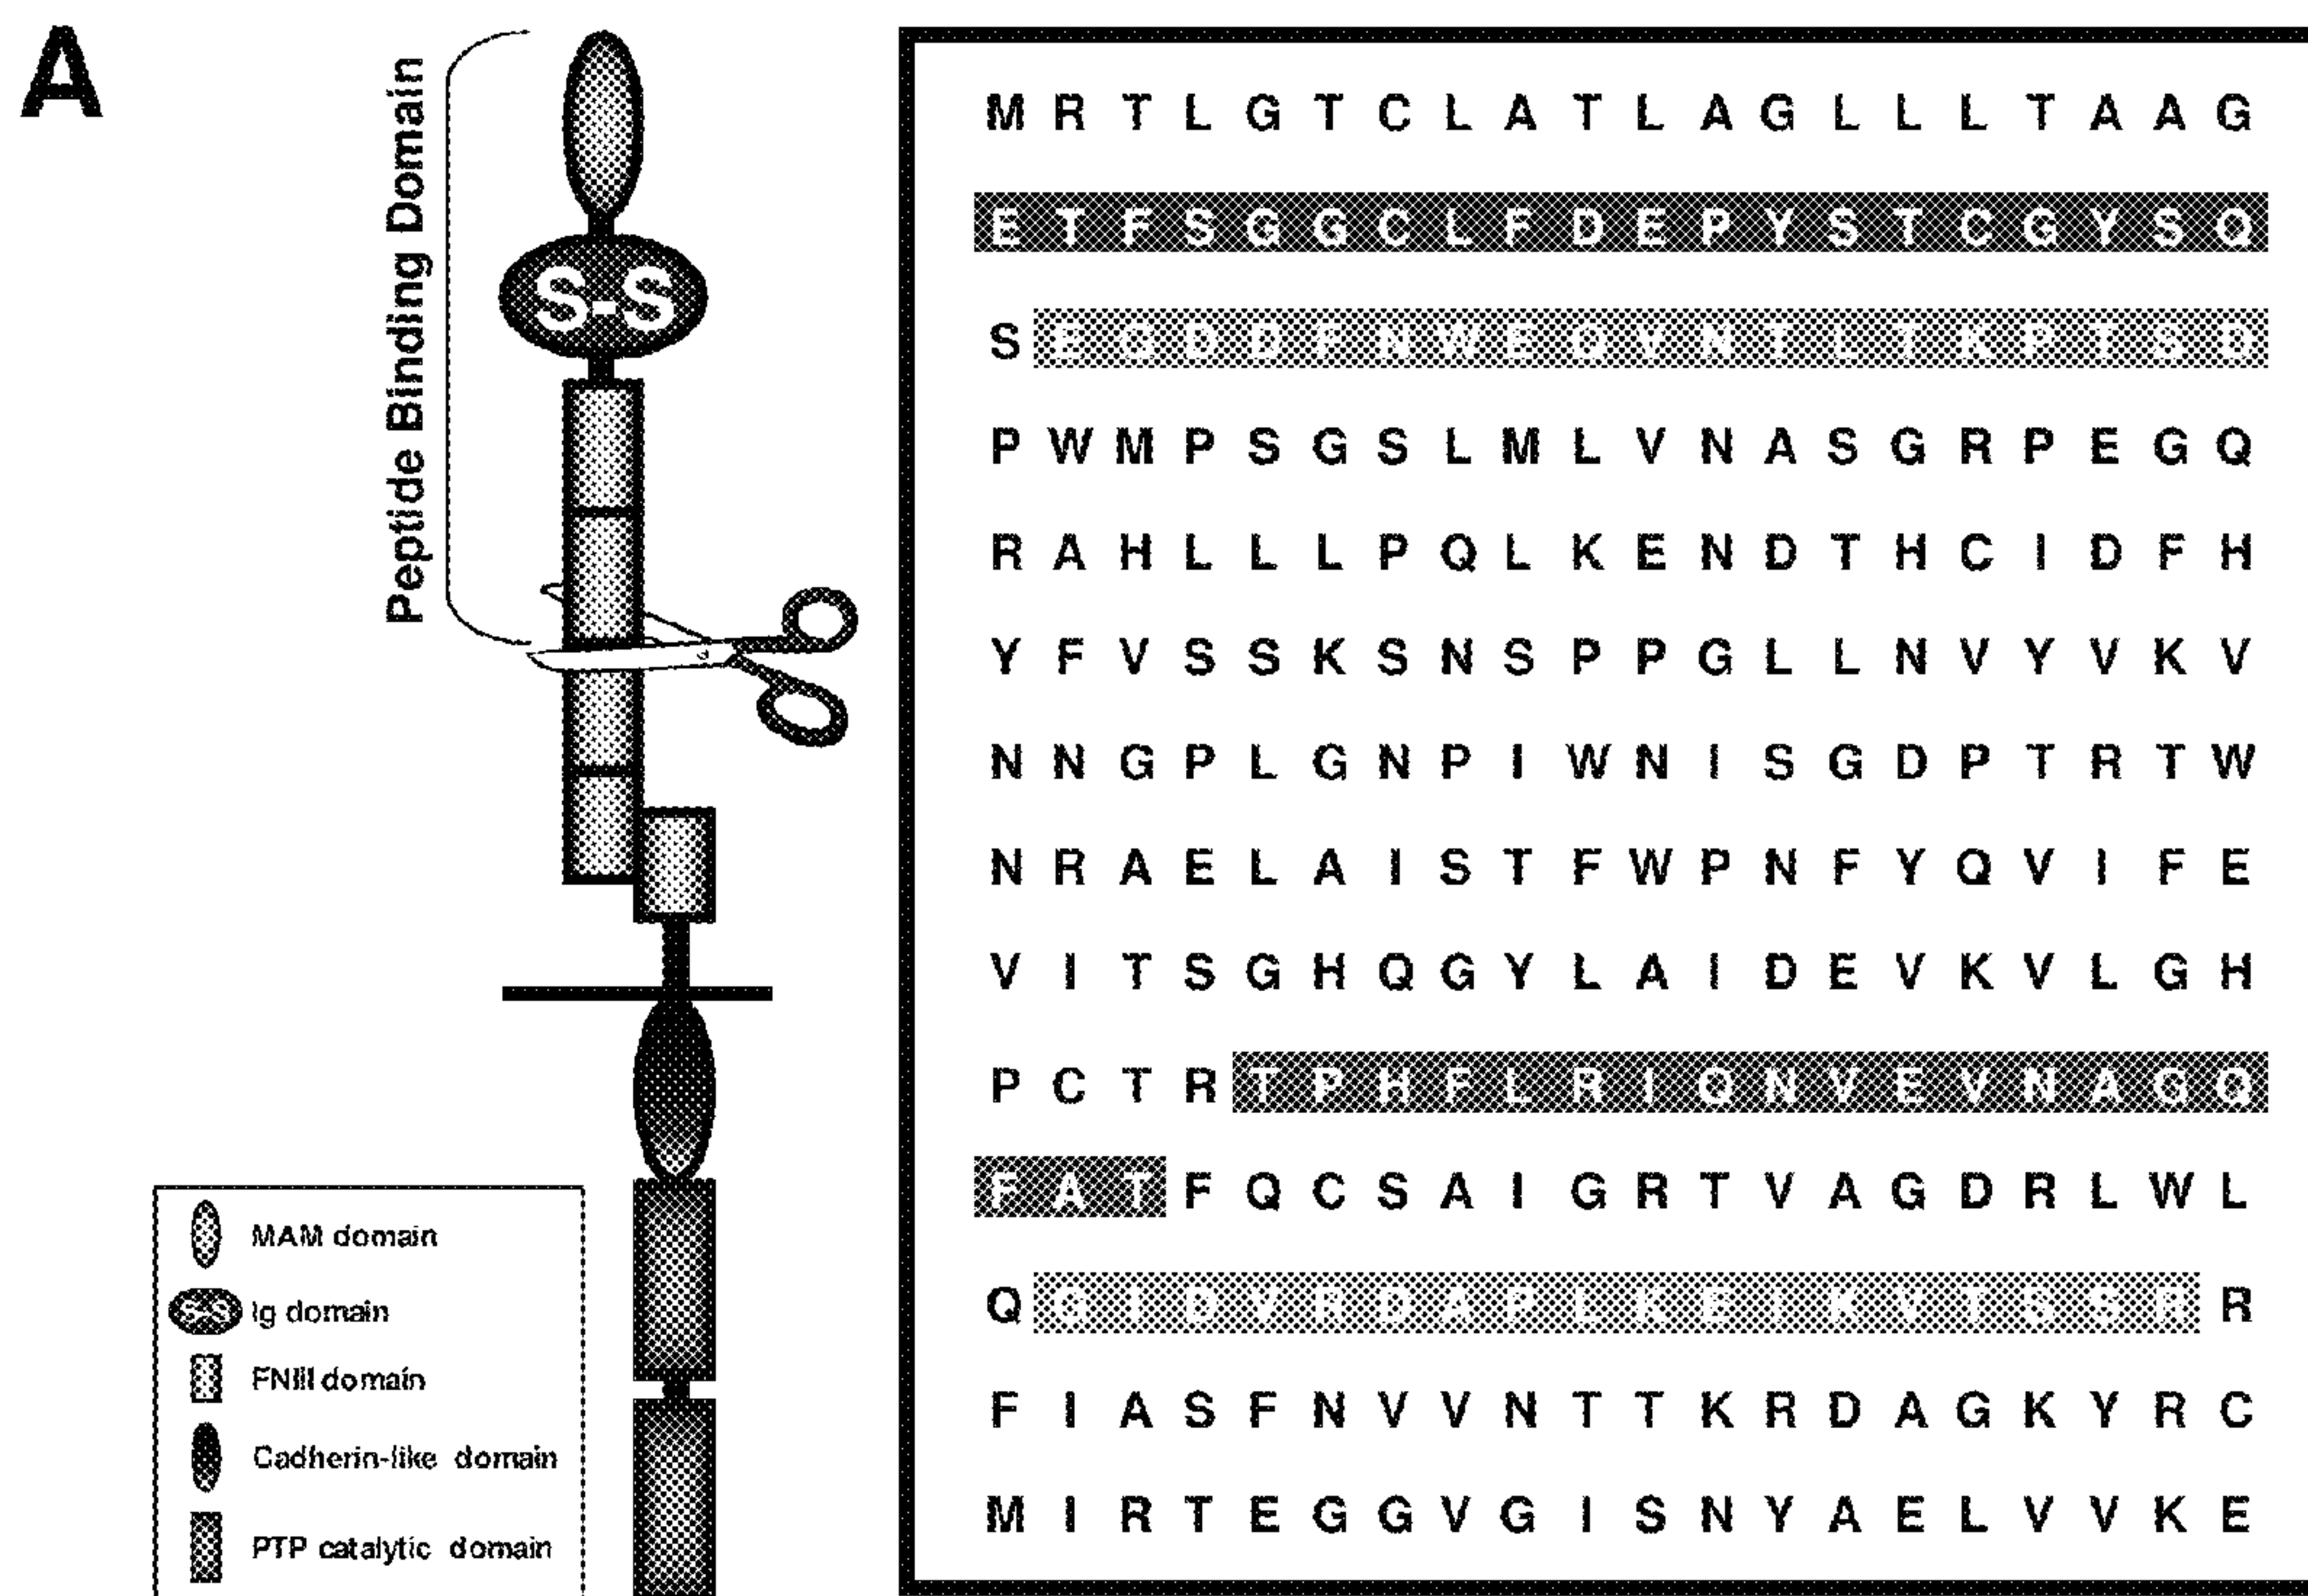 A
Peptide Binding Domain
S-S
MAM domain
S-S Ig domain
FNIII domain
Cadherin-like domain
PTP catalytic domain
M R T L G T C L A T L A G L L L T A A G
E T F S G G C L F D E P Y S T C G Y S Q
S E G D D F N W E Q V N T L T K P T S D
P W M P S G S L M L V N A S G R P E G Q
R A H L L L P Q L K E N D T H C I D F H
Y F V S S K S N S P P G L L N V Y V K V
N N G P L G N P I W N I S G D P T R T W
N R A E L A I S T F W P N F Y Q V I F E
V I T S G H Q G Y L A I D E V K V L G H
P C T R T P H F L R I Q N V E V N A G Q
F A T F Q C S A I G R T V A G D R L W L
Q G I D V R D A P L K E I K V T S S R R
F I A S F N V V N T T K R D A G K Y R C
M I R T E G G V G I S N Y A E L V V K E